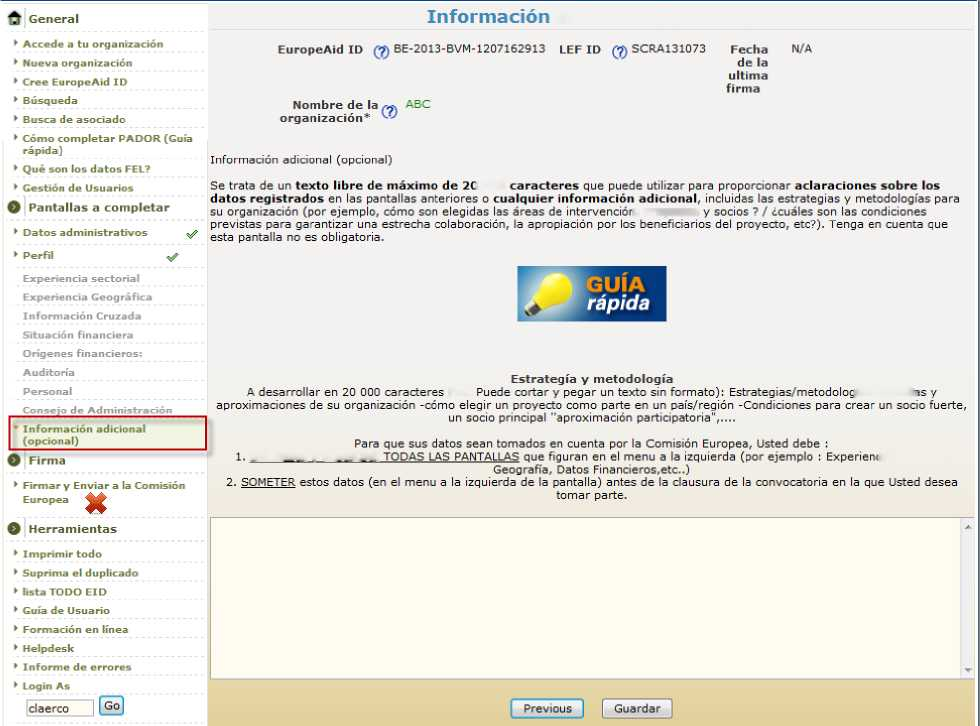 General
Accede a tu organización
Nueva organización
Cree EuropeAid ID
Búsqueda
Busca de asociado
Cómo completar PADOR (Guía
rápida)
Qué son los datos FEL?
Gestión de Usuarios
Pantallas a completar
Datos administrativos
Perfil
Experiencia sectorial
Experiencia Geográfica
Información Cruzada
Situación financiera
Orígenes financieros:
Auditoría
Personal
Consejo de Administración
Información adicional
(opcional)
Firma
Firmar y Enviar a la Comisión
Europea
Herramientas
Imprimir todo
Suprima el duplicado
lista TODO EID
Guía de Usuario
Formación en línea
Helpdesk
Informe de errores
Login As
claerco Go
Información
EuropeAid ID BE-2013-BVM-1207162913 LEF ID SCRA131073 Fecha N/A
de la
ultima
firma
Nombre de la ABC
organización*
Información adicional (opcional)
Se trata de un texto libre de máximo de 20 caracteres que puede utilizar para proporcionar aclaraciones sobre los
datos registrados en las pantallas anteriores o cualquier información adicional, incluidas las estrategias y metodologías para
su organización (por ejemplo, cómo son elegidas las áreas de intervención y socios ? / ¿cuáles son las condiciones
previstas para garantizar una estrecha colaboración, la apropiación por los beneficiarios del proyecto, etc?). Tenga en cuenta que
esta pantalla no es obligatoria.
GUÍA
rápida
Estrategía y metodología
A desarrollar en 20 000 caracteres Puede cortar y pegar un texto sin formato): Estrategias/metodolog as y
aproximaciones de su organización -cómo elegir un proyecto como parte en un país/región -Condiciones para crear un socio fuerte,
un socio principal "aproximación participatoria",....
Para que sus datos sean tomados en cuenta por la Comisión Europea, Usted debe :
1. TODAS LAS PANTALLAS que figuran en el menu a la izquierda (por ejemplo : Experienc
Geografía, Datos Financieros,etc..)
2. SOMETER estos datos (en el menu a la izquierda de la pantalla) antes de la clausura de la convocatoria en la que Usted desea
tomar parte.
Previous Guardar